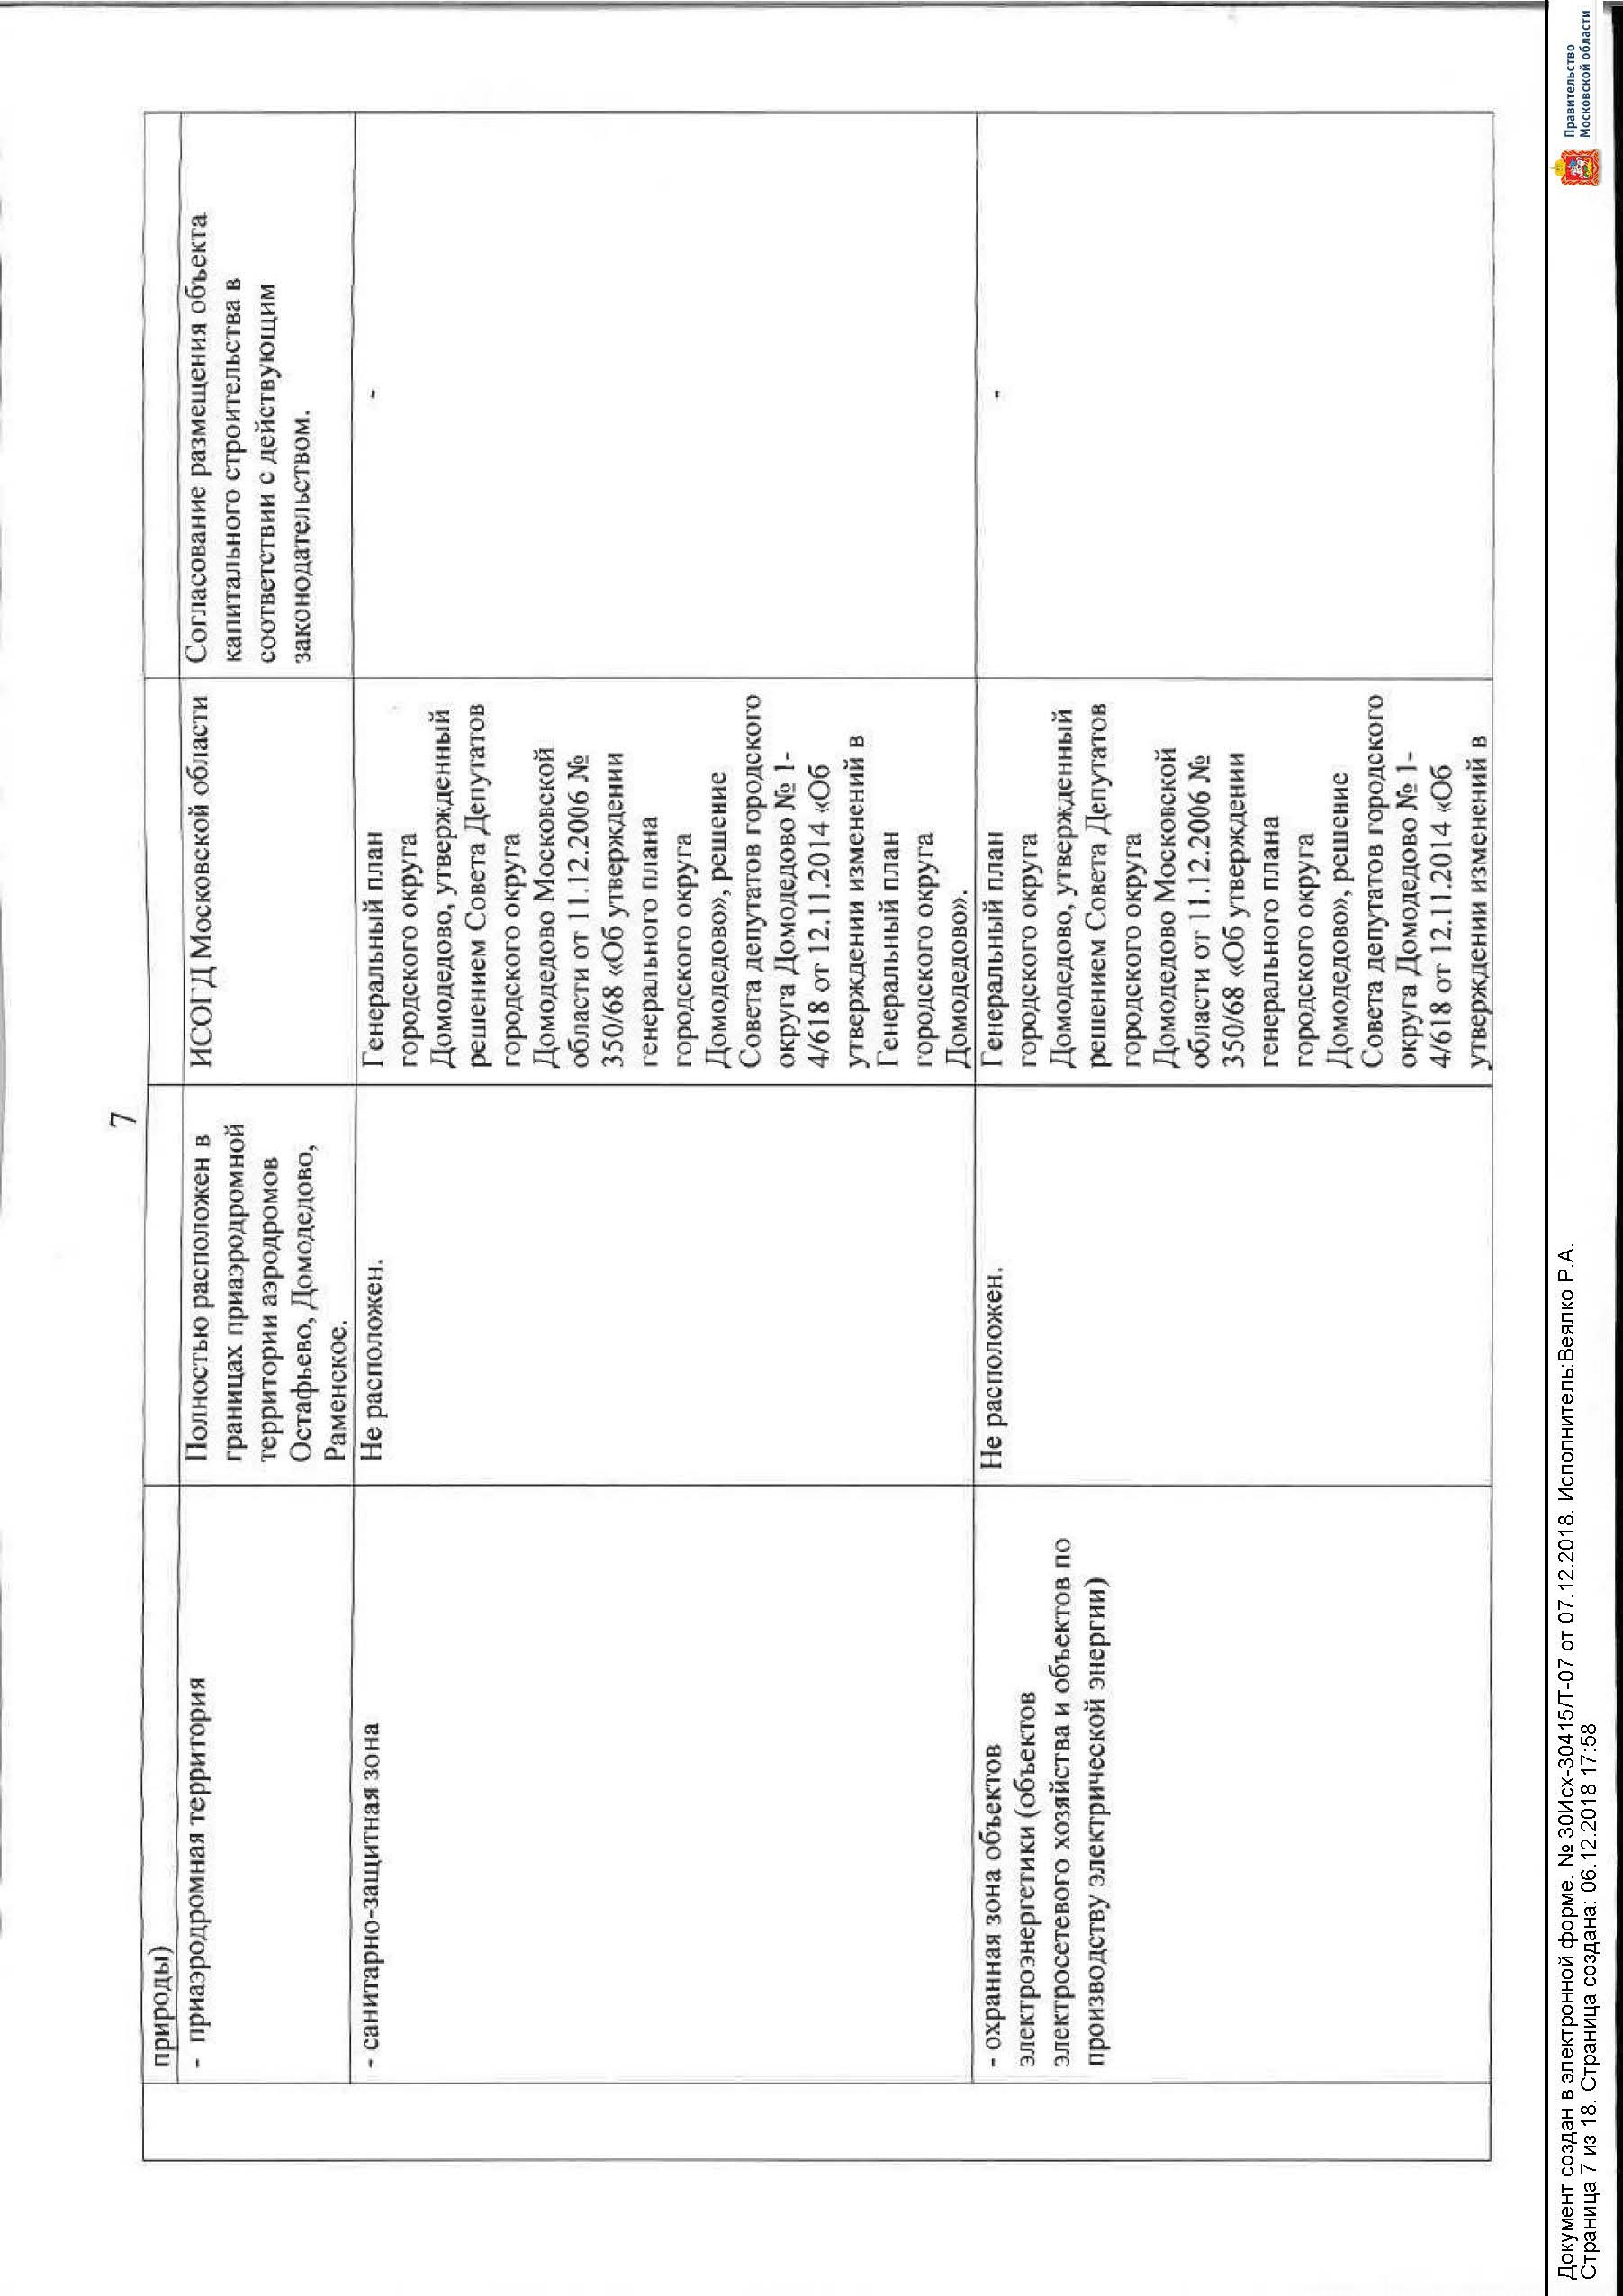 7
природы)
- приаэродромная территория
Полностью расположен в
границах приаэродромной
территории аэродромов
Остафьево, Домодедово,
Раменское.
ИСОГД Московской области
Согласование размещения объекта
капитального строительства в
соответствии с действующим
законодательством.
- санитарно-защитная зона
Не расположен.
Генеральный план
городского округа
Домодедово, утвержденный
решением Совета Депутатов
городского округа
Домодедово Московской
области от 11.12.2006 №
350/68 «Об утверждении
генерального плана
городского округа
Домодедово», решение
Совета депутатов городского
округа Домодедово № 1-
4/618 от 12.11.2014 «Об
утверждении изменений в
Генеральный план
городского округа
Домодедово».
-
- охранная зона объектов
электроэнергетики (объектов
электросетевого хозяйства и объектов по
производству электрической энергии)
Не расположен.
Генеральный план
городского округа
Домодедово, утвержденный
решением Совета Депутатов
городского округа
Домодедово Московской
области от 11.12.2006 №
350/68 «Об утверждении
генерального плана
городского округа
Домодедово», решение
Совета депутатов городского
округа Домодедово № 1-
4/618 от 12.11.2014 «Об
утверждении изменений в
-
Документ создан в электронной форме. № 30Исх-30415/Т-07 от 07.12.2018. Исполнитель:Веялко Р.А.
Страница 7 из 18. Страница создана: 06.12.2018 17:58
Правительство
Московской области